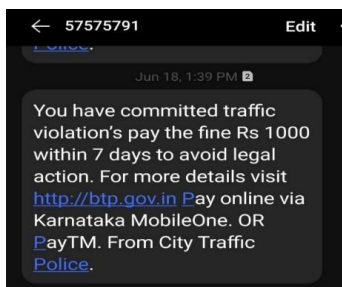 57575791
Edit
Police.
Jun 18, 1:39 PM 2
You have committed traffic
violation's pay the fine Rs 1000
within 7 days to avoid legal
action. For more details visit
http://btp.gov.in Pay online via
Karnataka MobileOne. OR
PayTM. From City Traffic
Police.